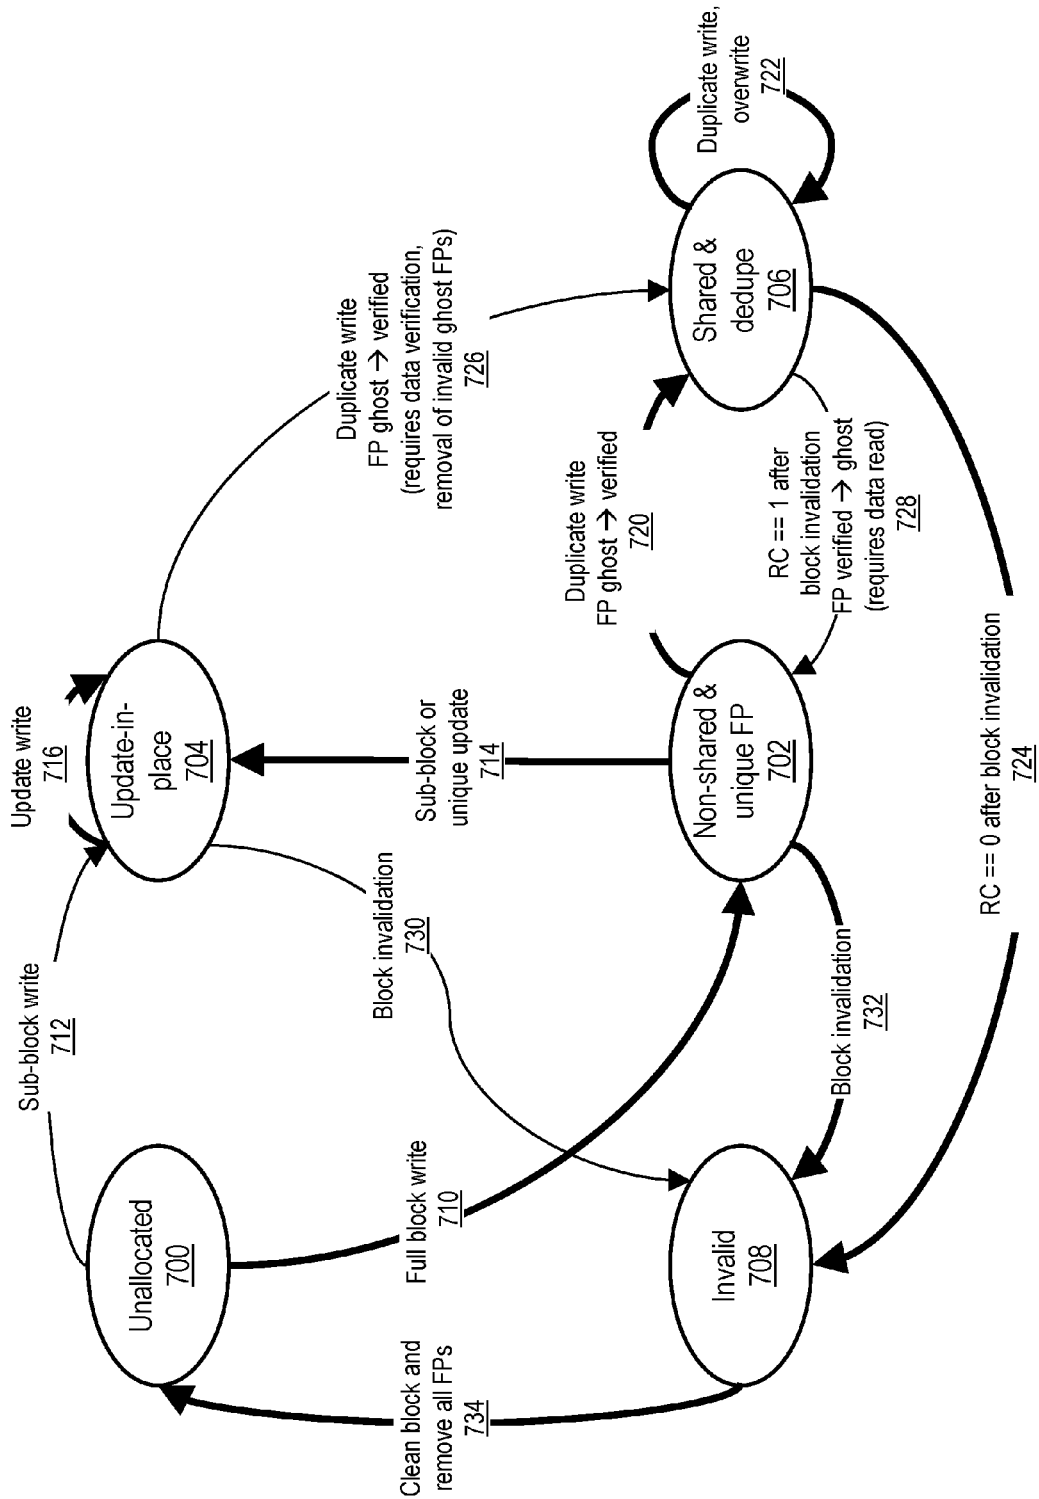 Unallocated
700
Sub-block write
712
Update write
716
Update-in-
place
704
Duplicate write
FP ghost → verified
(requires data verification,
removal of invalid ghost FPs)
726
Clean block and
remove all FPs
734
Full block write
710
Block invalidation
730
Sub-block or
unique update
714
Duplicate write
FP ghost → verified
720
Invalid
708
Block invalidation
732
Non-shared &
unique FP
702
RC == 1 after
block invalidation
FP verified → ghost
(requires data read)
728
Shared &
dedupe
706
Duplicate write,
overwrite
722
RC == 0 after block invalidation
724